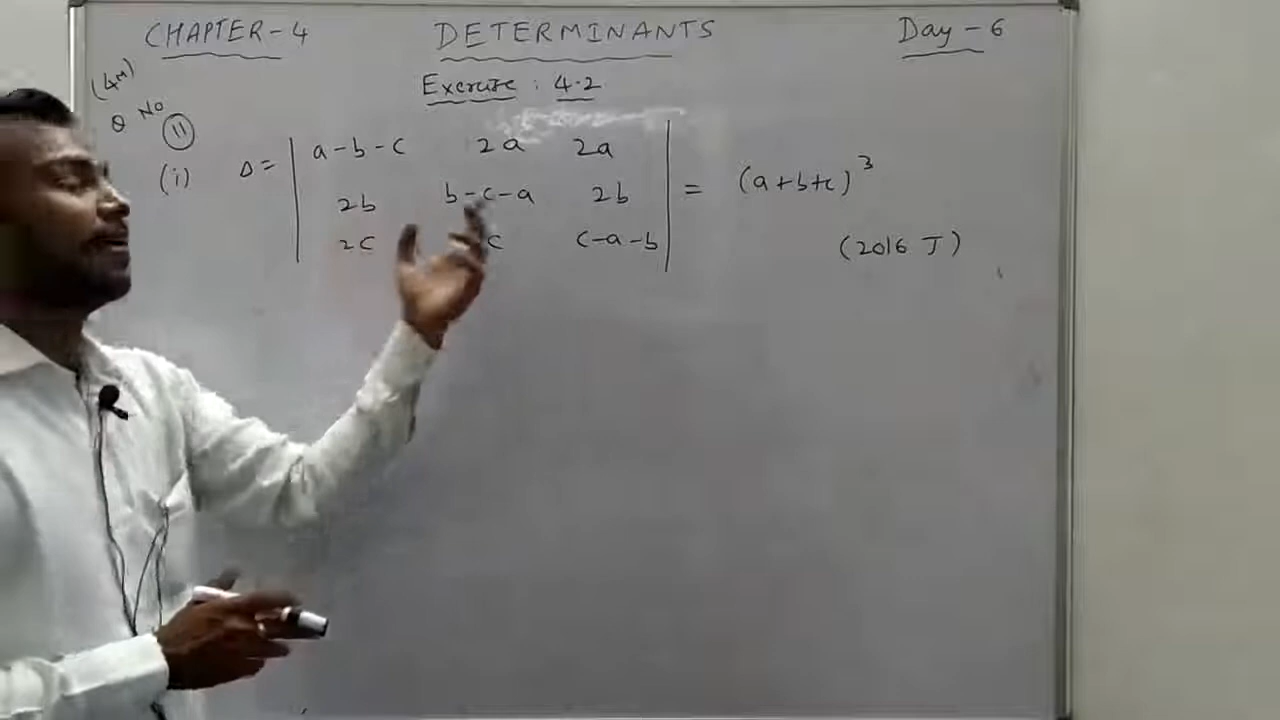 CHAPTER-4 DETERMINANTS Day-6
Exercise : 4.2
(4M)
Q No 11
(i) Δ = | a-b-c 2a 2a |
| 2b b-c-a 2b | = (a+b+c)³
| 2c c c-a-b |
(2016 J)